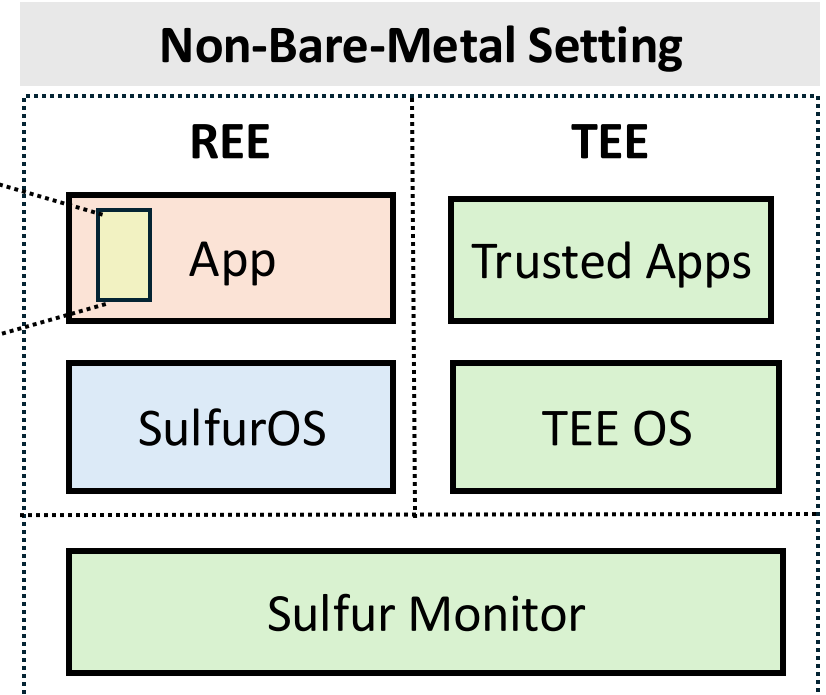 Non-Bare-Metal Setting
REE
TEE
App
Trusted Apps
SulfurOS
TEE OS
Sulfur Monitor